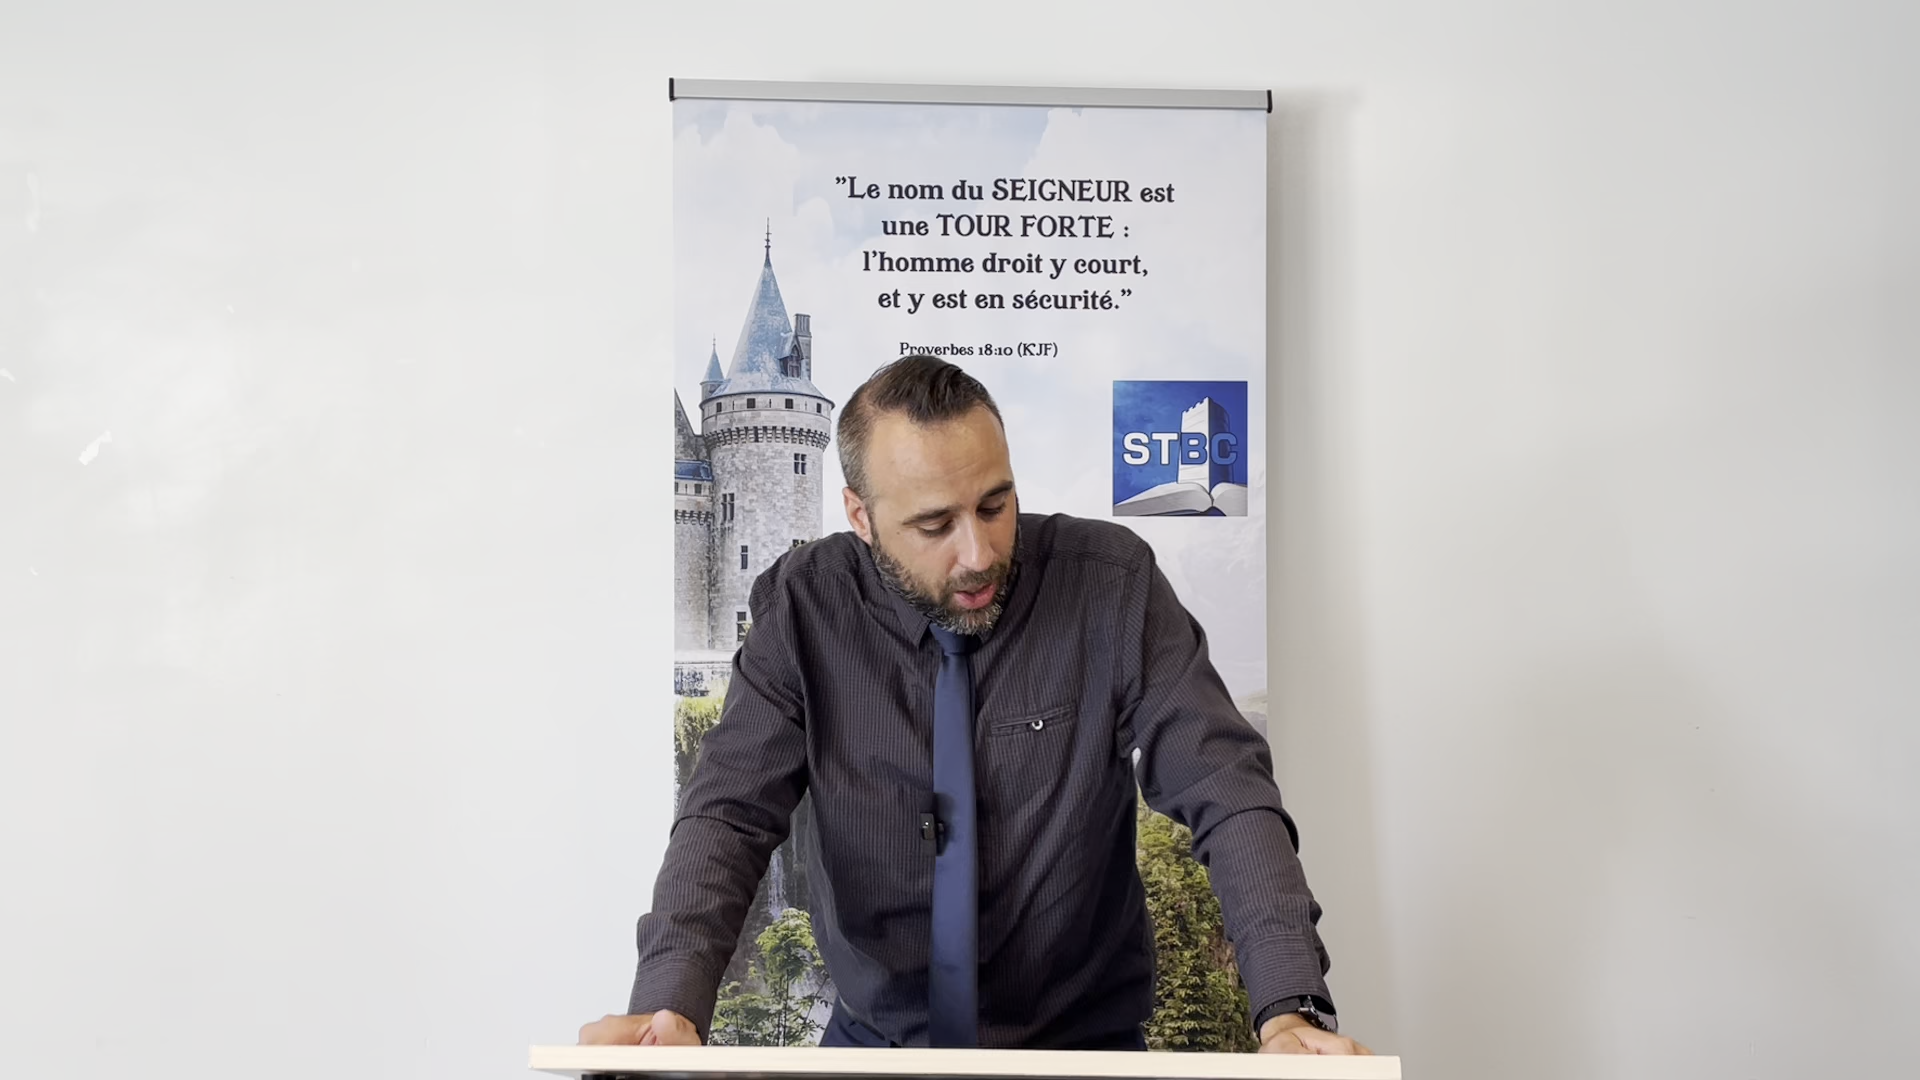 ”Le nom du SEIGNEUR est
une TOUR FORTE :
l’homme droit y court,
et y est en sécurité.”
Proverbes 18:10 (KJF)
STBC